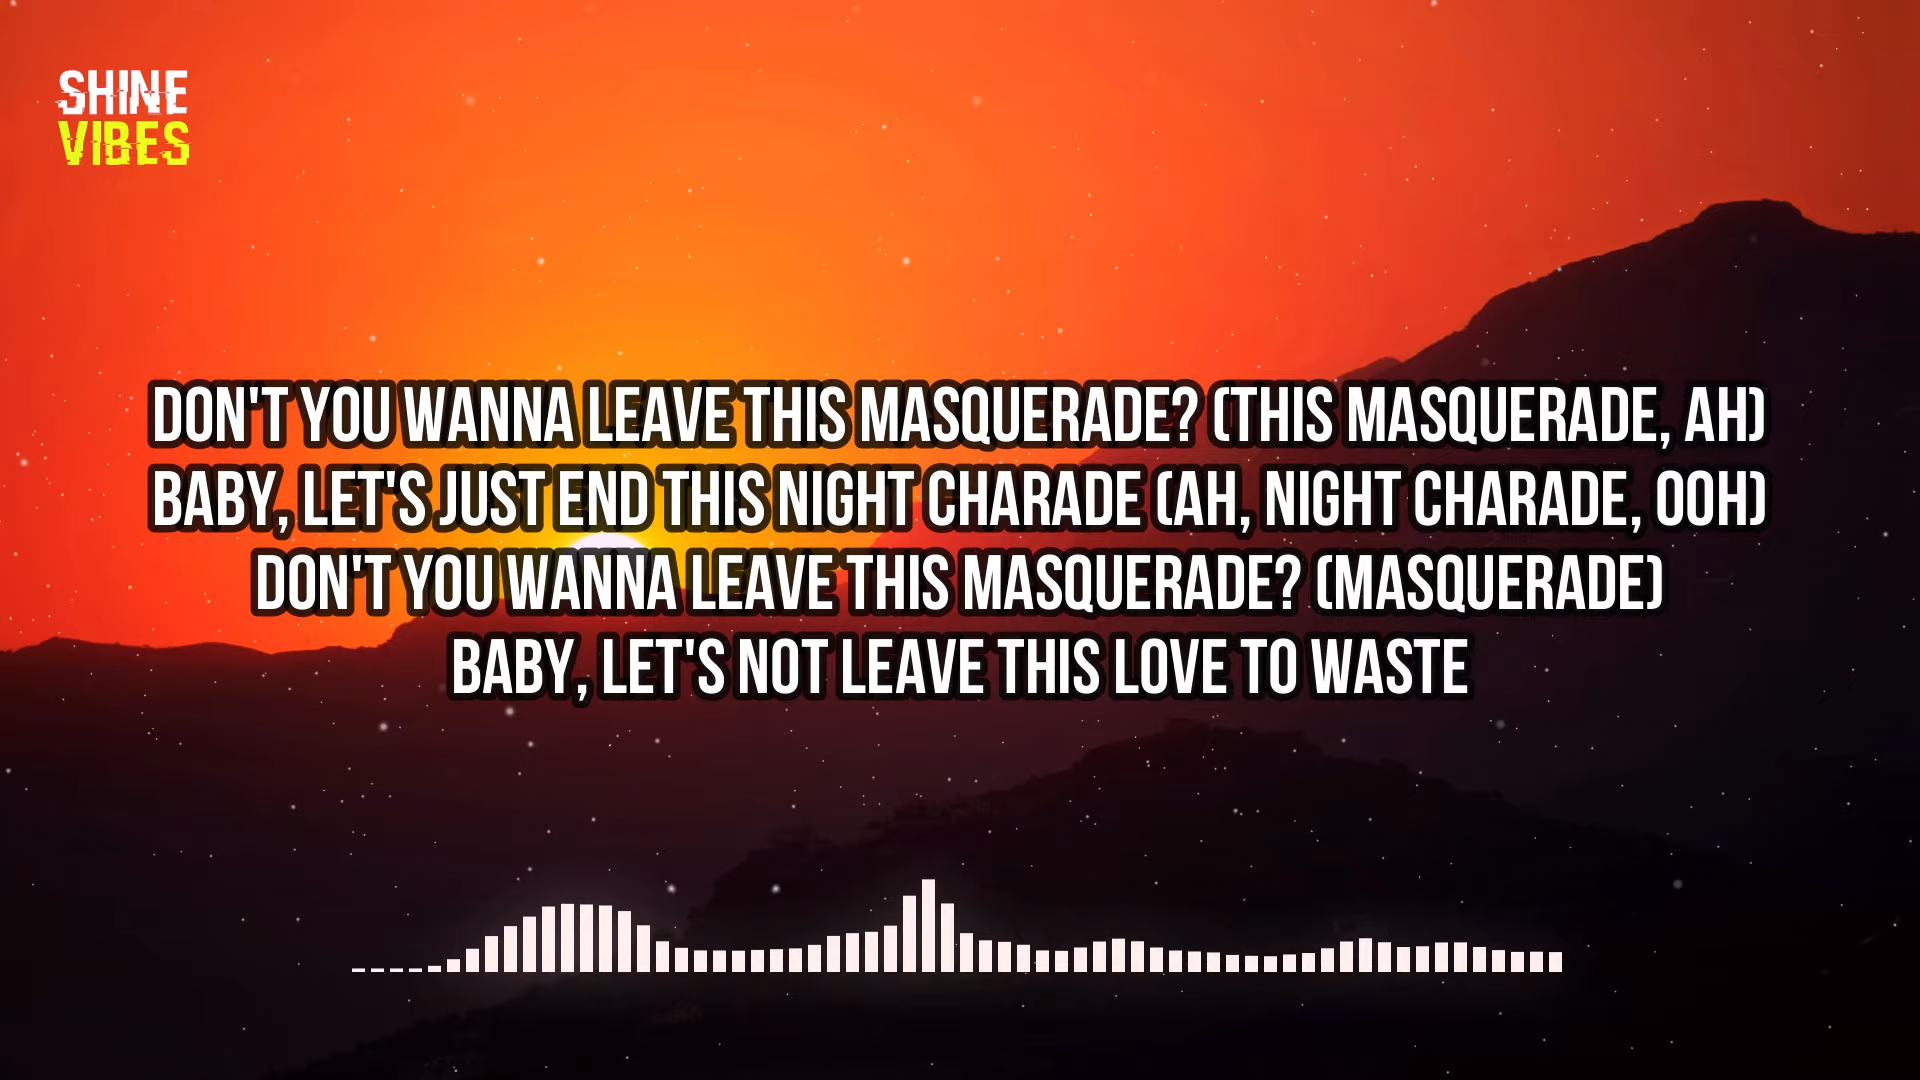 SHINE
VIBES
DON'T YOU WANNA LEAVE THIS MASQUERADE? (THIS MASQUERADE, AH)
BABY, LET'S JUST END THIS NIGHT CHARADE (AH, NIGHT CHARADE, OOH)
DON'T YOU WANNA LEAVE THIS MASQUERADE? (MASQUERADE)
BABY, LET'S NOT LEAVE THIS LOVE TO WASTE